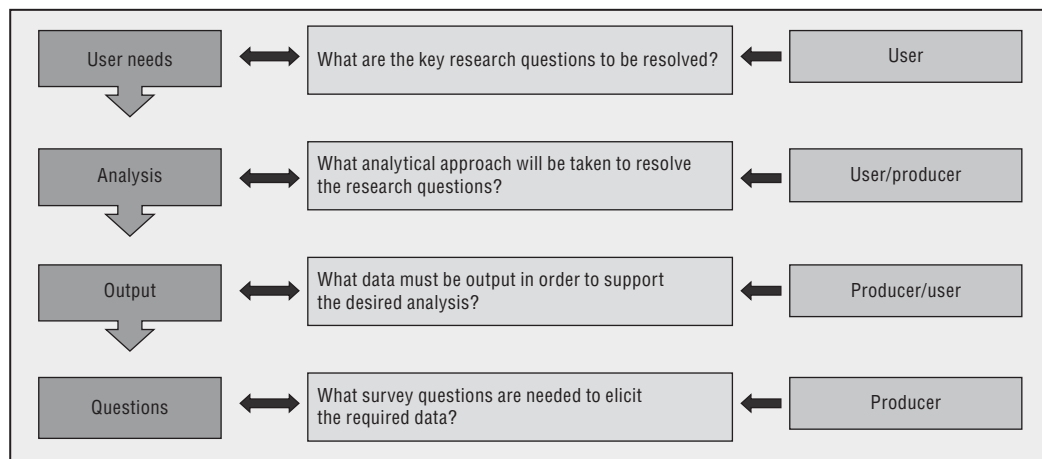 User needs
What are the key research questions to be resolved?
User
Analysis
What analytical approach will be taken to resolve
the research questions?
User/producer
Output
What data must be output in order to support
the desired analysis?
Producer/user
Questions
What survey questions are needed to elicit
the required data?
Producer